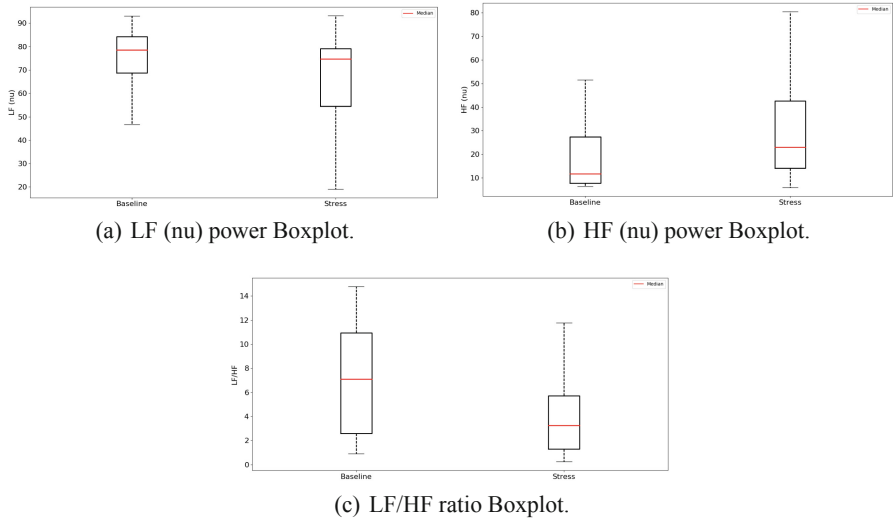 90
80
70
60
50
40
30
20
LF (nu)
Median
Baseline Stress
(a) LF (nu) power Boxplot.
80
70
60
50
40
30
20
10
HF (nu)
Median
Baseline Stress
(b) HF (nu) power Boxplot.
14
12
10
8
6
4
2
0
LF/HF
Median
Baseline Stress
(c) LF/HF ratio Boxplot.